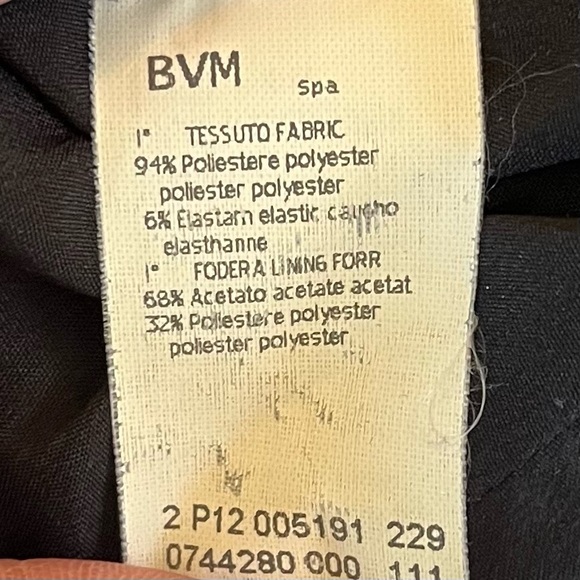 BVM
Spa
1° TESSUTO FABRIC
94% Poliestere polyester
poliester polyester
6% Elastam elastic caucho
elasthanne
1° FODERA LINING FORR
68% Acetato acetate acetat
32% Poliestere polyester
poliester polyester
2 P12 005191 229
0744280 000 111